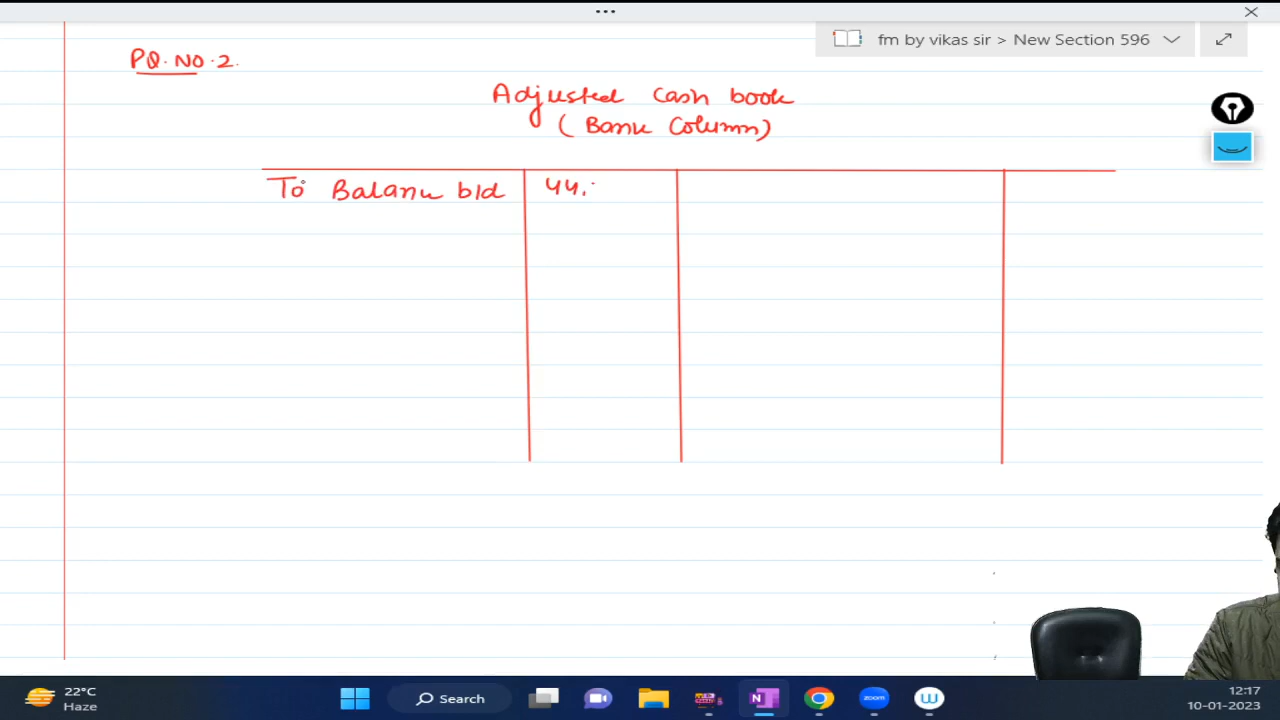 fm by vikas sir > New Section 596
PQ. NO. 2.
Adjusted Cash book
(Bank Column)
To Balance b/d 44,
22°C
Haze
Search
12:17
10-01-2023